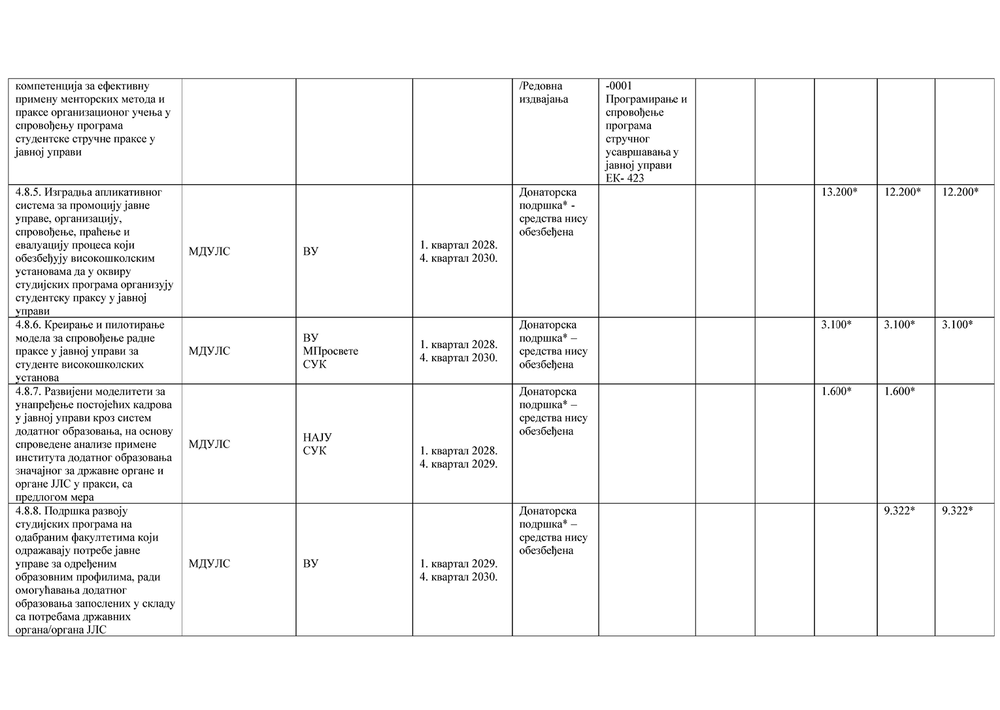 компетенција за ефективну
примену менторских метода и
праксе организационог учења у
спровођењу програма
студентске стручне праксе у
јавној управи
/Редовна
издвајања
-0001
Програмирање и
спровођење
програма
стручног
усавршавања у
јавној управи
ЕК- 423
4.8.5. Изградња апликативног
система за промоцију јавне
управе, организацију,
спровођење, праћење и
евалуацију процеса који
обезбеђују високошколским
установама да у оквиру
студијских програма организују
студентску праксу у јавној
управи
МДУЛС
ВУ
1. квартал 2028.
4. квартал 2030.
Донаторска
подршка* -
средства нису
обезбеђена
13.200*
12.200*
12.200*
4.8.6. Креирање и пилотирање
модела за спровођење радне
праксе у јавној управи за
студенте високошколских
установа
МДУЛС
ВУ
МПросвете
СУК
1. квартал 2028.
4. квартал 2030.
Донаторска
подршка* –
средства нису
обезбеђена
3.100*
3.100*
3.100*
4.8.7. Развијени моделитети за
унапређење постојећих кадрова
у јавној управи кроз систем
додатног образовања, на основу
спроведене анализе примене
института додатног образовања
значајног за државне органе и
органе ЈЛС у пракси, са
предлогом мера
МДУЛС
НАЈУ
СУК
1. квартал 2028.
4. квартал 2029.
Донаторска
подршка* –
средства нису
обезбеђена
1.600*
1.600*
4.8.8. Подршка развоју
студијских програма на
одабраним факултетима који
одражавају потребе јавне
управе за одређеним
образовним профилима, ради
омогућавања додатног
образовања запослених у складу
са потребама државних
органа/органа ЈЛС
МДУЛС
ВУ
1. квартал 2029.
4. квартал 2030.
Донаторска
подршка* –
средства нису
обезбеђена
9.322*
9.322*